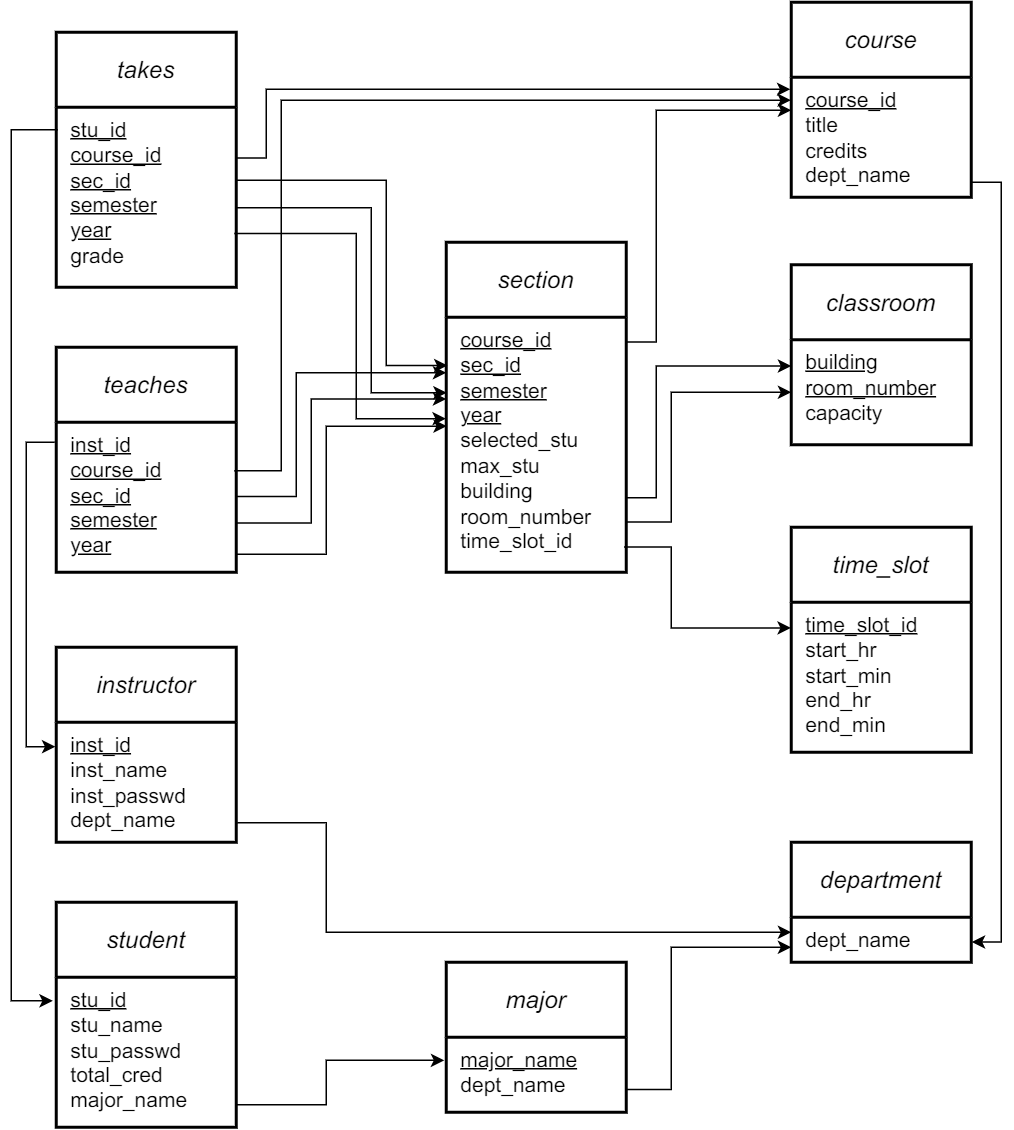 takes
stu_id
course_id
sec_id
semester
year
grade
teaches
inst_id
course_id
sec_id
semester
year
instructor
inst_id
inst_name
inst_passwd
dept_name
student
stu_id
stu_name
stu_passwd
total_cred
major_name
section
course_id
sec_id
semester
year
selected_stu
max_stu
building
room_number
time_slot_id
major
major_name
dept_name
course
course_id
title
credits
dept_name
classroom
building
room_number
capacity
time_slot
time_slot_id
start_hr
start_min
end_hr
end_min
department
dept_name